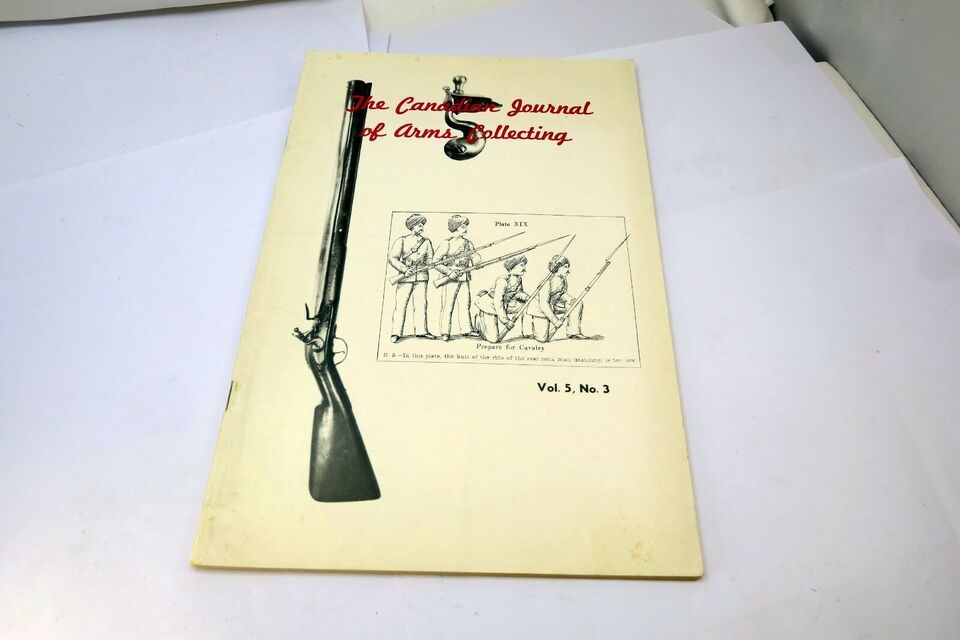 The Canadian Journal
of Arms Collecting
Plate XIX.
Prepare for Cavalry
N. B.—In this plate, the butt of the rifle of the rear rank man (standing) is too low.
Vol. 5, No. 3